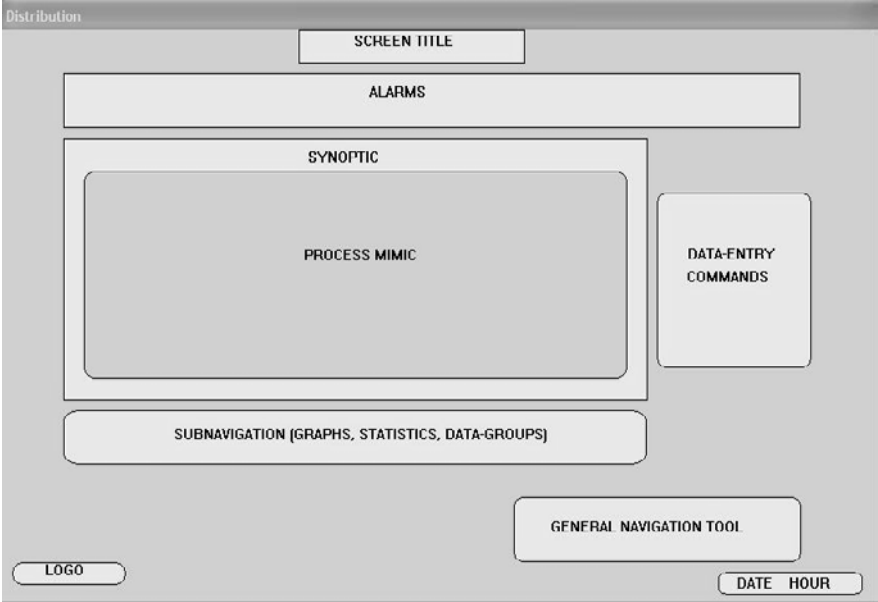 Distribution
SCREEN TITLE
ALARMS
SYNOPTIC
PROCESS MIMIC
DATA-ENTRY
COMMANDS
SUBNAVIGATION (GRAPHS, STATISTICS, DATA-GROUPS)
GENERAL NAVIGATION TOOL
LOGO
DATE HOUR